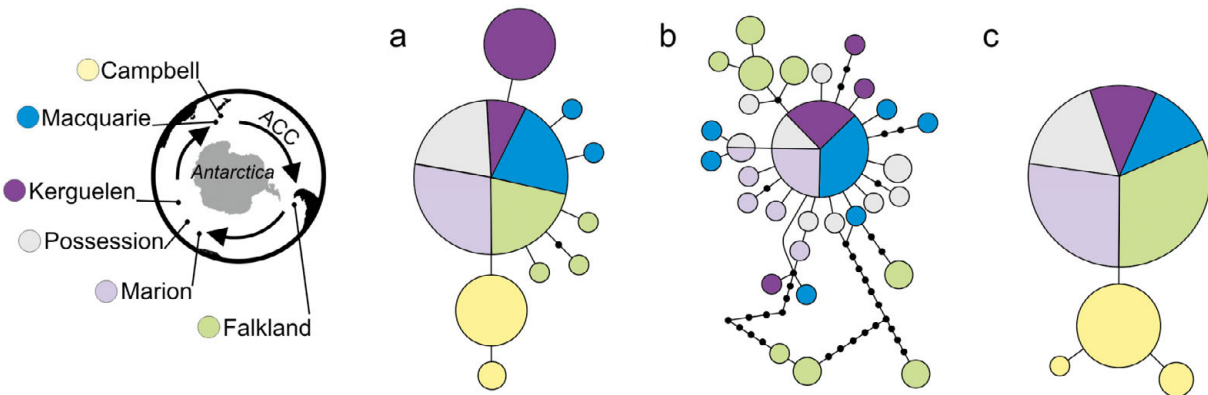 Campbell
Macquarie
Kerguelen
Possession
Marion
Falkland
ACC
Antarctica
a
b
c